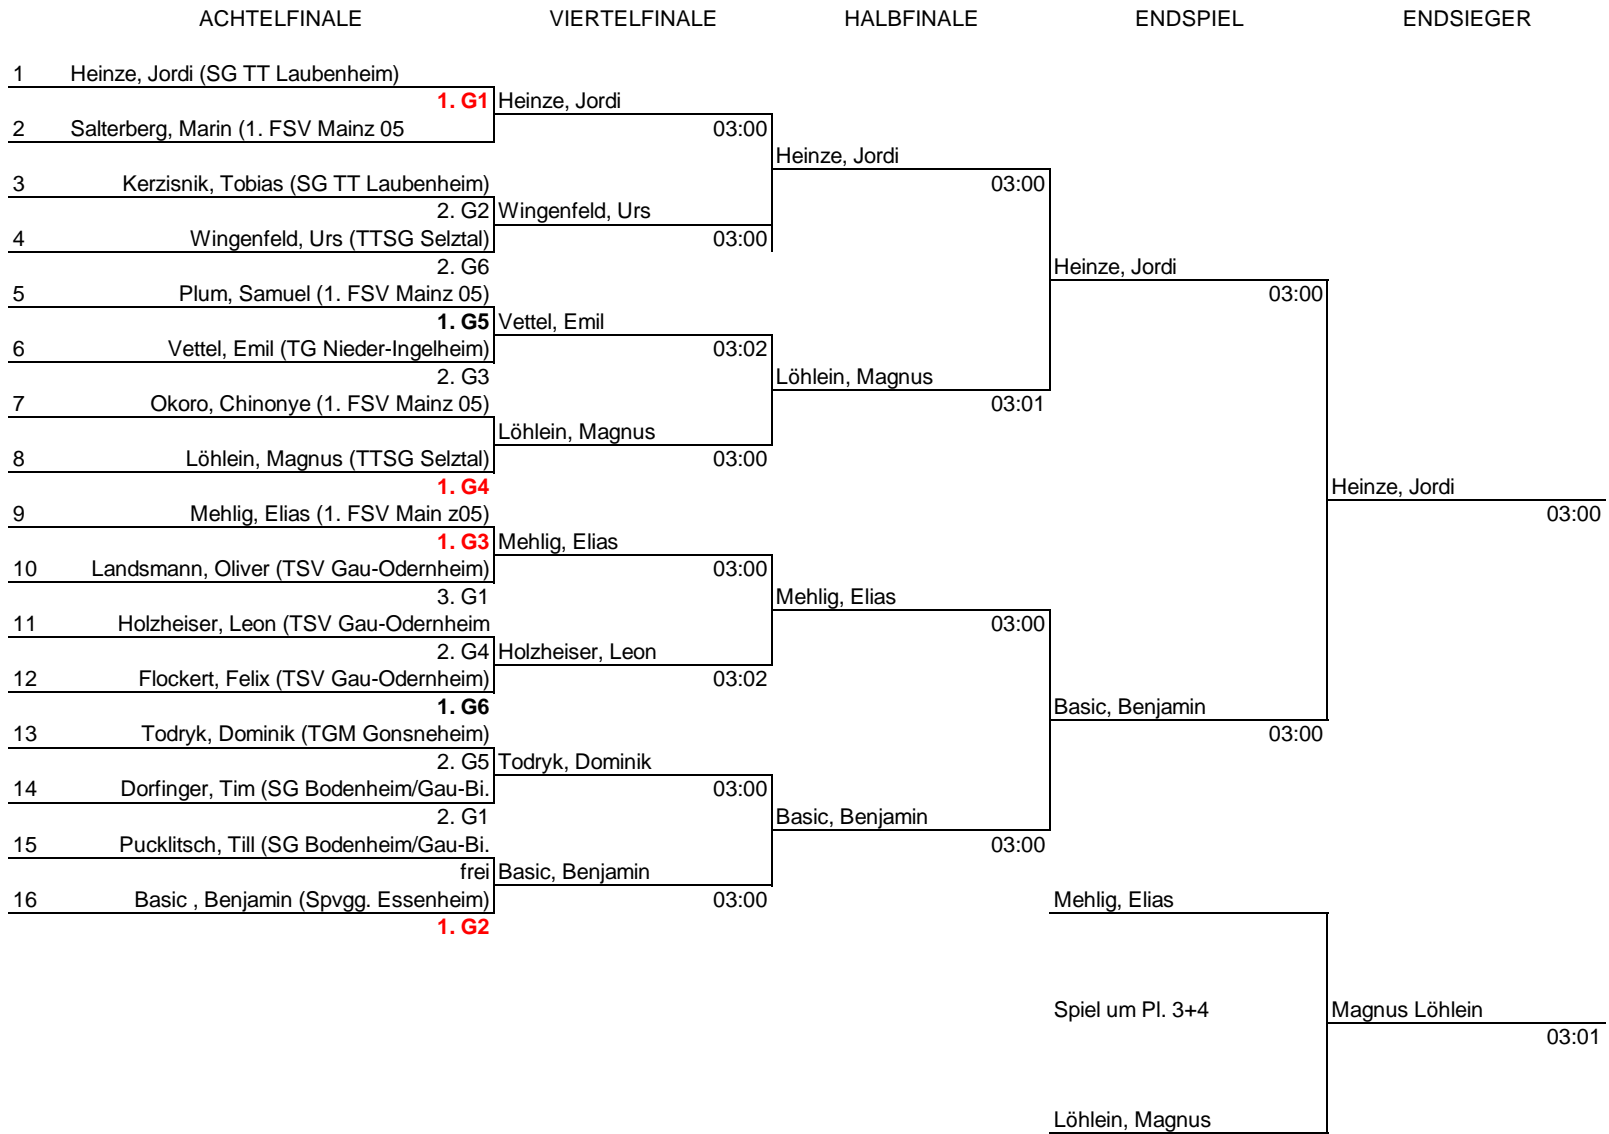 ACHTELFINALE VIERTELFINALE HALBFINALE ENDSPIEL ENDSIEGER
1 Heinze, Jordi (SG TT Laubenheim)
1. G1 Heinze, Jordi
2 Salterberg, Marin (1. FSV Mainz 05 03:00
Heinze, Jordi
3 Kerzisnik, Tobias (SG TT Laubenheim) 03:00
2. G2 Wingenfeld, Urs
4 Wingenfeld, Urs (TTSG Selztal) 03:00
2. G6 Heinze, Jordi
5 Plum, Samuel (1. FSV Mainz 05) 03:00
1. G5 Vettel, Emil
6 Vettel, Emil (TG Nieder-Ingelheim) 03:02
2. G3 Löhlein, Magnus
7 Okoro, Chinonye (1. FSV Mainz 05) 03:01
Löhlein, Magnus
8 Löhlein, Magnus (TTSG Selztal) 03:00
1. G4 Heinze, Jordi
9 Mehlig, Elias (1. FSV Main z05) 03:00
1. G3 Mehlig, Elias
10 Landsmann, Oliver (TSV Gau-Odernheim) 03:00
3. G1 Mehlig, Elias
11 Holzheiser, Leon (TSV Gau-Odernheim 03:00
2. G4 Holzheiser, Leon
12 Flockert, Felix (TSV Gau-Odernheim) 03:02
1. G6 Basic, Benjamin
13 Todryk, Dominik (TGM Gonsneheim) 03:00
2. G5 Todryk, Dominik
14 Dorfinger, Tim (SG Bodenheim/Gau-Bi. 03:00
2. G1 Basic, Benjamin
15 Pucklitsch, Till (SG Bodenheim/Gau-Bi. 03:00
frei Basic, Benjamin
16 Basic , Benjamin (Spvgg. Essenheim) 03:00 Mehlig, Elias
1. G2
Spiel um Pl. 3+4 Magnus Löhlein
03:01
Löhlein, Magnus